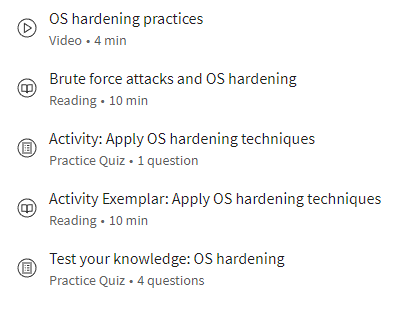 OS hardening practices
Video • 4 min
Brute force attacks and OS hardening
Reading • 10 min
Activity: Apply OS hardening techniques
Practice Quiz • 1 question
Activity Exemplar: Apply OS hardening techniques
Reading • 10 min
Test your knowledge: OS hardening
Practice Quiz • 4 questions